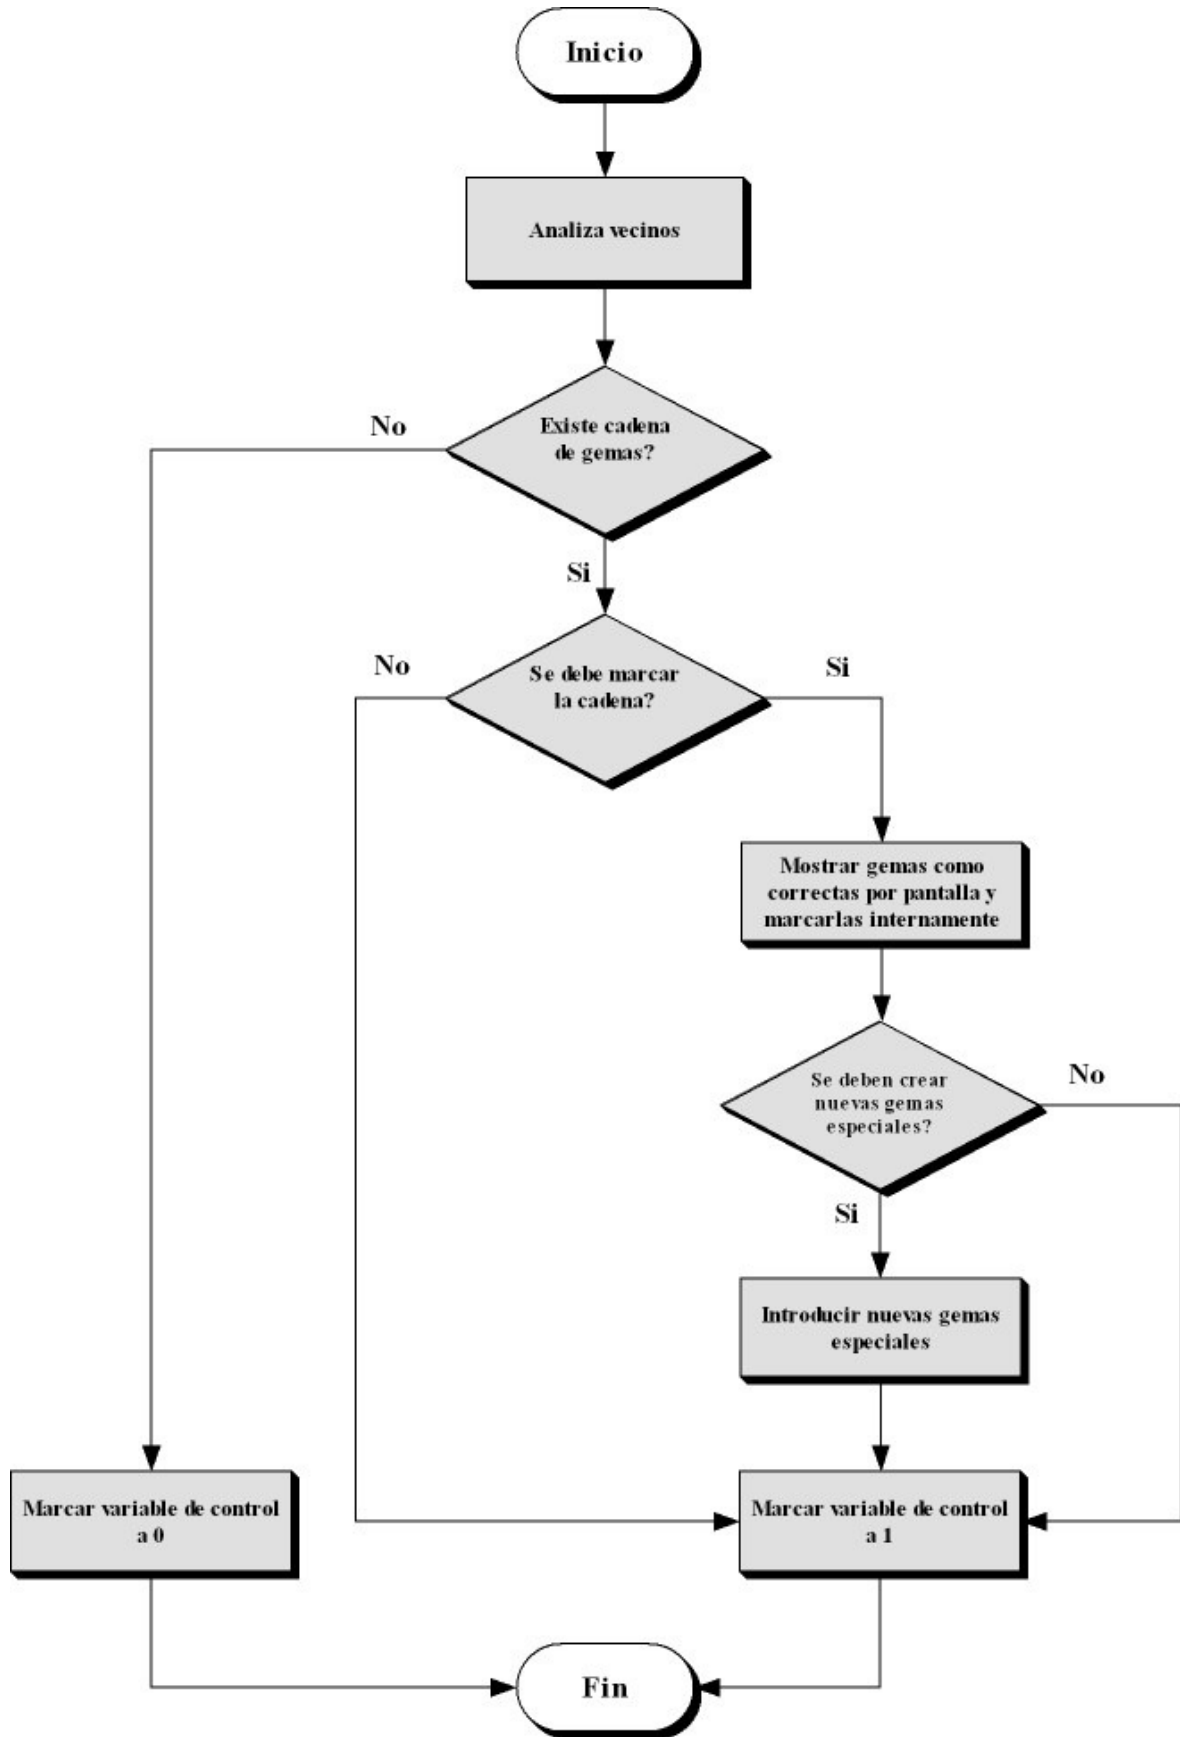 Inicio
Analiza vecinos
Existe cadena
de gemas?
No
Si
Se debe marcar
la cadena?
No
Si
Mostrar gemas como
correctas por pantalla y
marcarlas internamente
Se deben crear
nuevas gemas
especiales?
No
Si
Introducir nuevas gemas
especiales
Marcar variable de control
a 0
Marcar variable de control
a 1
Fin